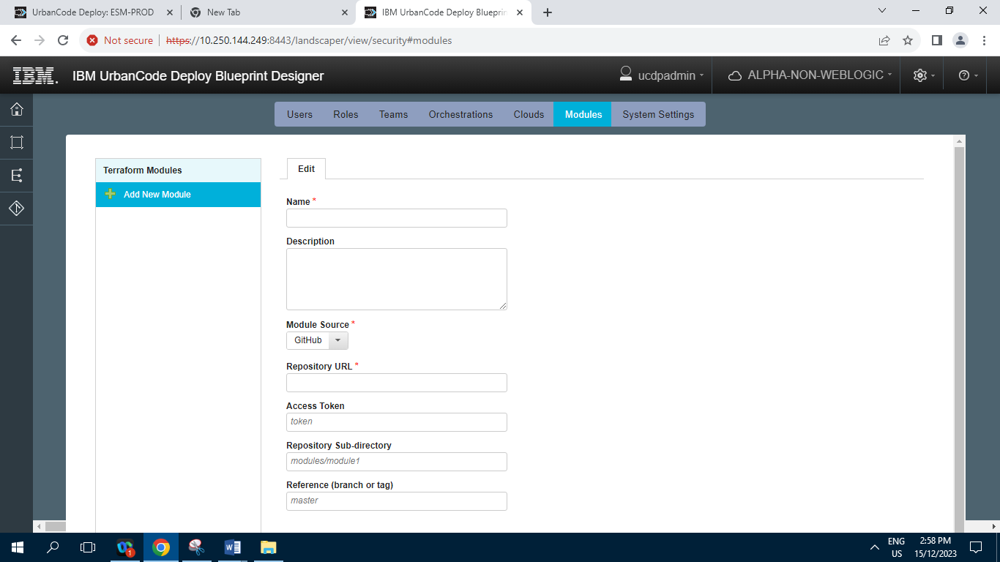 UrbanCode Deploy: ESM-PROD
New Tab
IBM UrbanCode Deploy Blueprin
Not secure https://10.250.144.249:8443/landscaper/view/security#modules
IBM. IBM UrbanCode Deploy Blueprint Designer
ucdpadmin
ALPHA-NON-WEBLOGIC
Users Roles Teams Orchestrations Clouds Modules System Settings
Terraform Modules
Add New Module
Edit
Name *
Description
Module Source *
GitHub
Repository URL *
Access Token
token
Repository Sub-directory
modules/module1
Reference (branch or tag)
master
1
ENG
US
2:58 PM
15/12/2023